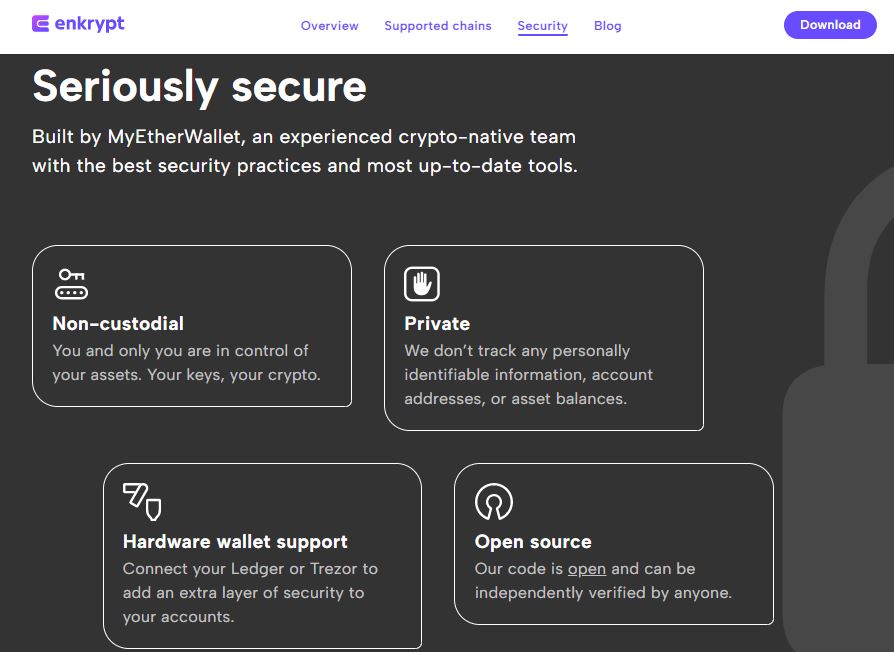 enkrypt
Overview
Supported chains
Security
Blog
Download
Seriously secure
Built by MyEtherWallet, an experienced crypto-native team
with the best security practices and most up-to-date tools.
Non-custodial
You and only you are in control of
your assets. Your keys, your crypto.
Private
We don’t track any personally
identifiable information, account
addresses, or asset balances.
Hardware wallet support
Connect your Ledger or Trezor to
add an extra layer of security to
your accounts.
Open source
Our code is open and can be
independently verified by anyone.